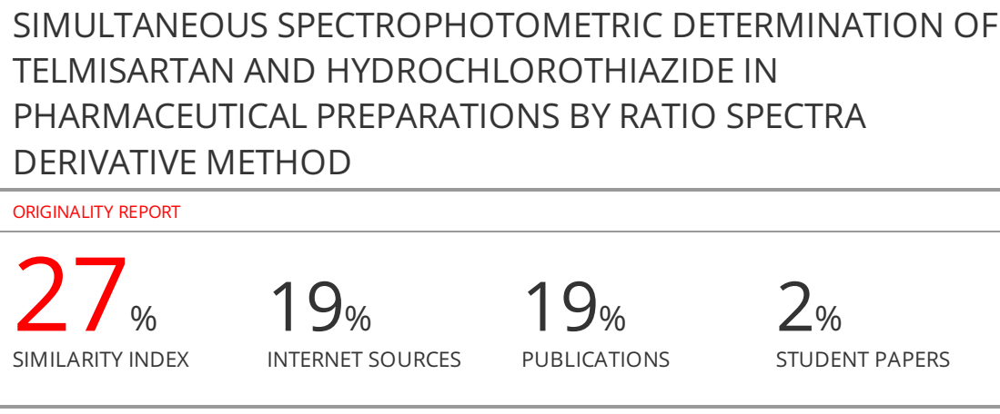 SIMULTANEOUS SPECTROPHOTOMETRIC DETERMINATION OF
TELMISARTAN AND HYDROCHLOROTHIAZIDE IN
PHARMACEUTICAL PREPARATIONS BY RATIO SPECTRA
DERIVATIVE METHOD
ORIGINALITY REPORT
27% 19% 19% 2%
SIMILARITY INDEX INTERNET SOURCES PUBLICATIONS STUDENT PAPERS